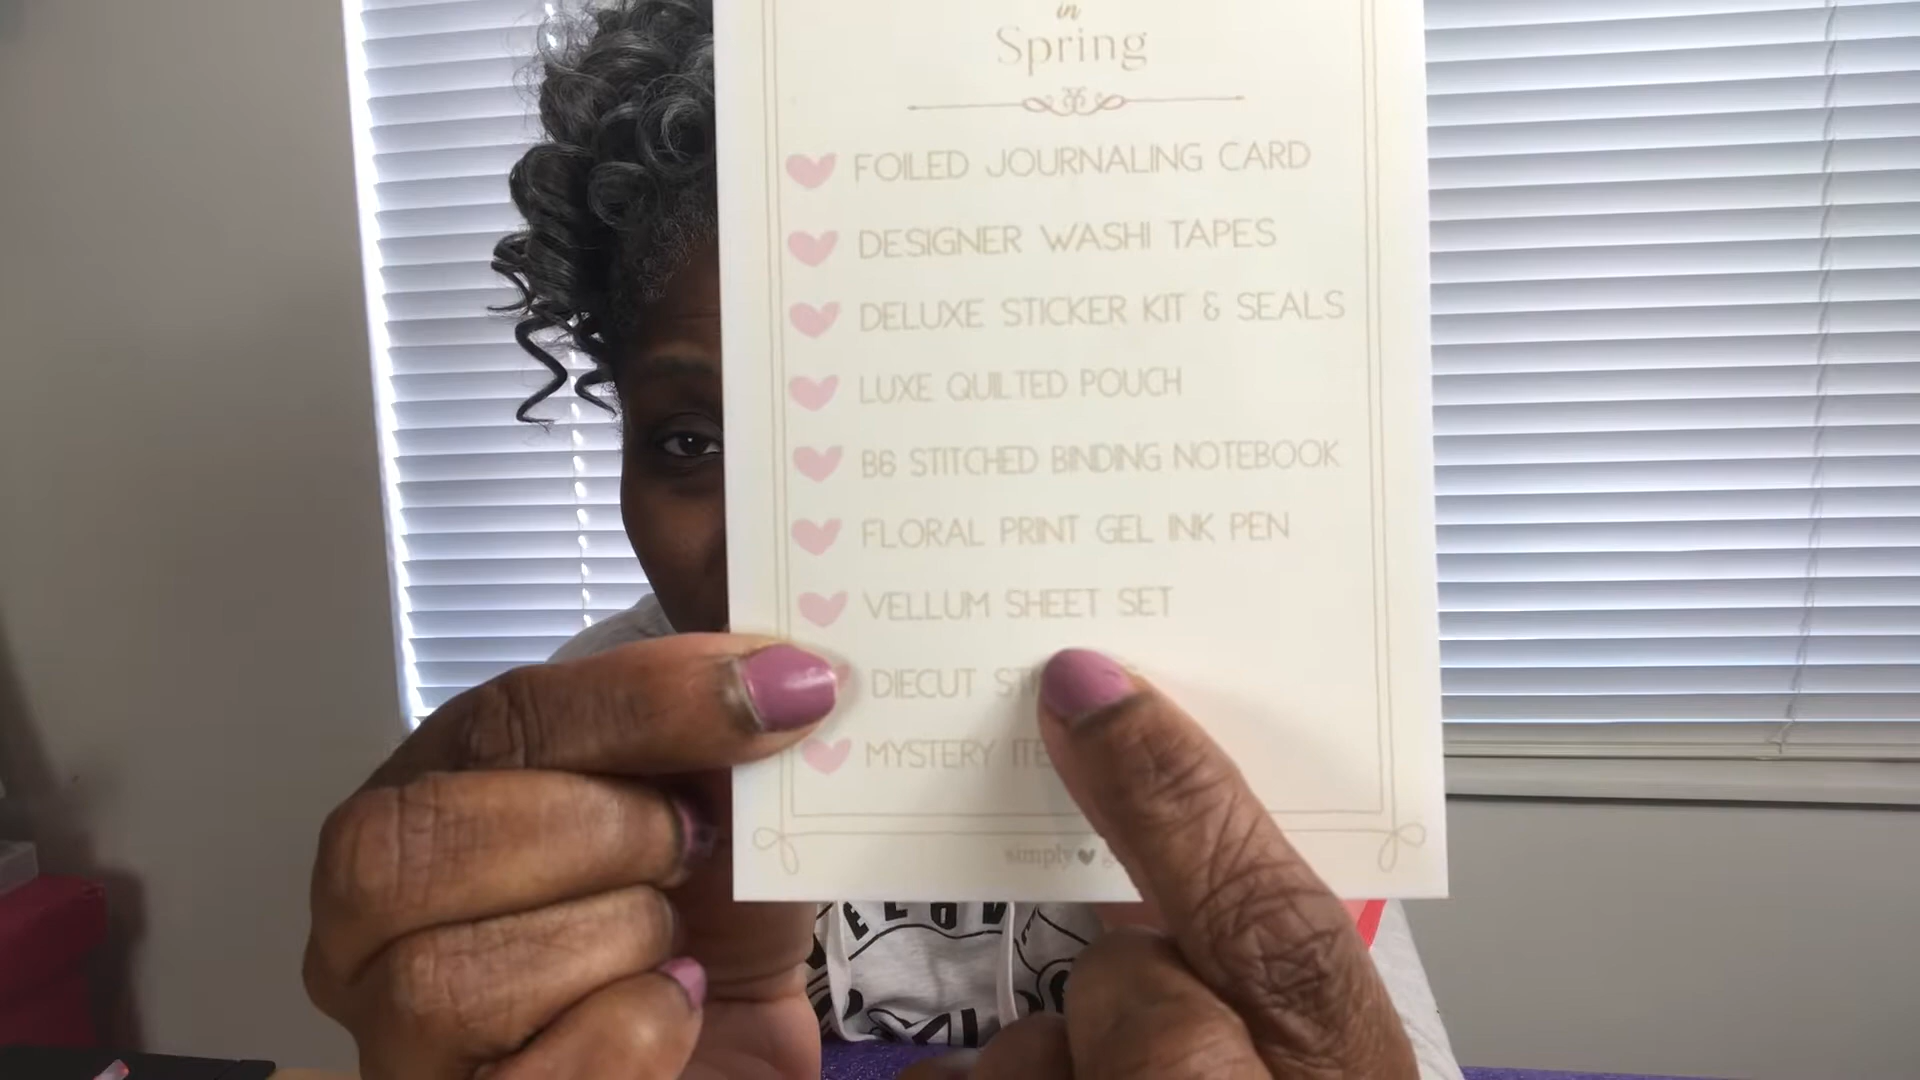 in
Spring
FOILED JOURNALING CARD
DESIGNER WASHI TAPES
DELUXE STICKER KIT & SEALS
LUXE QUILTED POUCH
B6 STITCHED BINDING NOTEBOOK
FLORAL PRINT GEL INK PEN
VELLUM SHEET SET
DIECUT
MYSTERY
simply